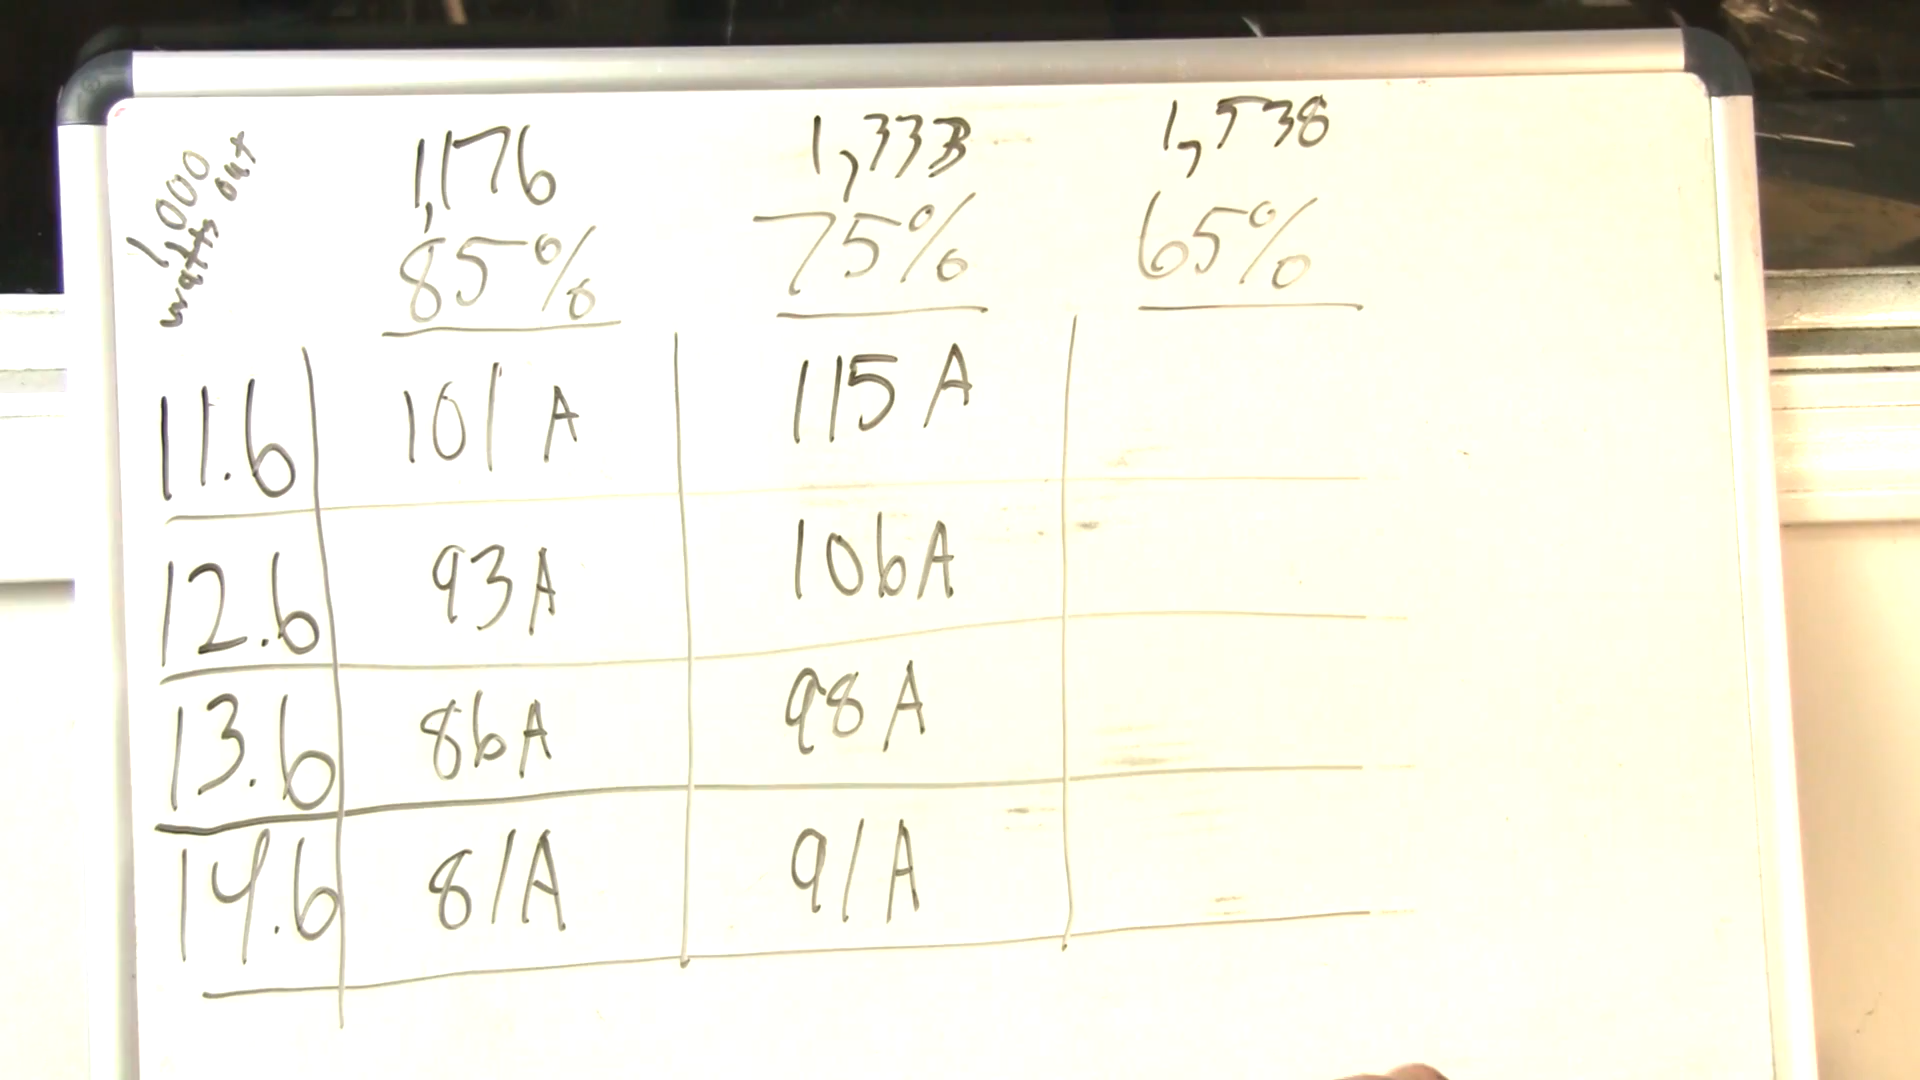 1,000
watts out
1,176 1,333 1,538
85% 75% 65%
11.6 101 A 115 A
12.6 93A 106A
13.6 86A 98A
14.6 81A 91A